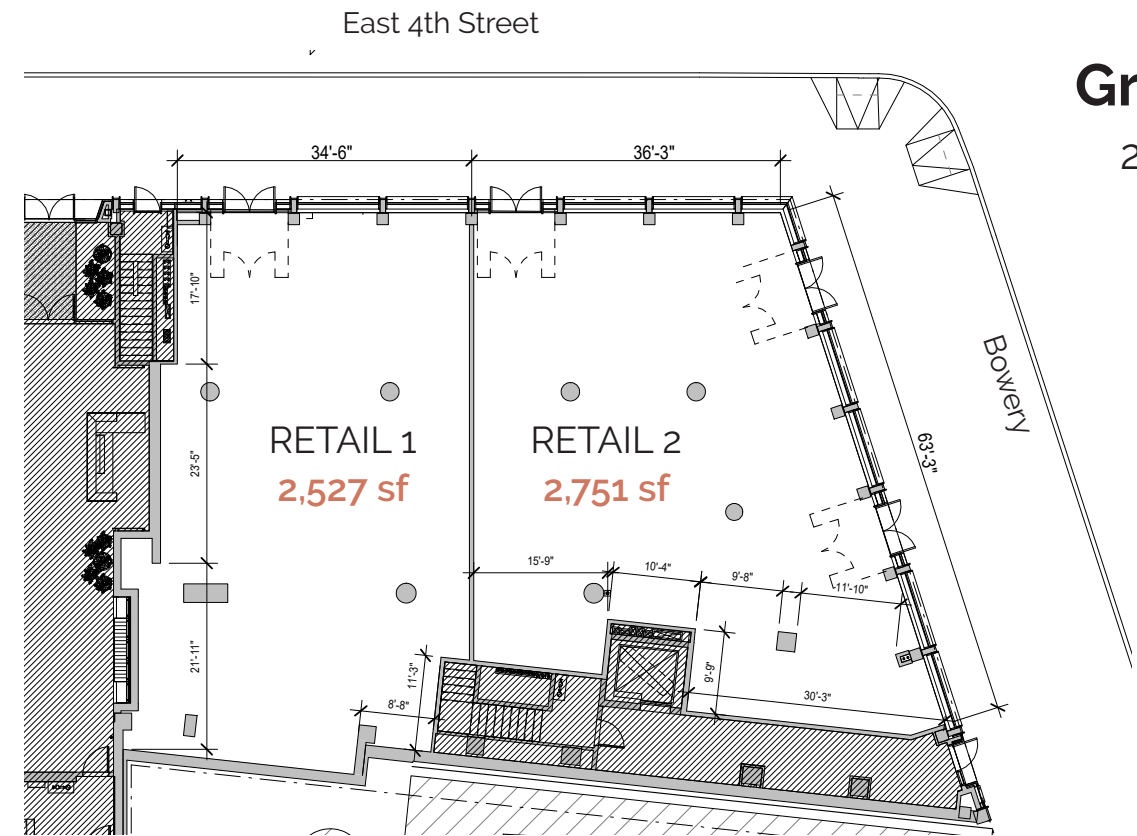 East 4th Street
Gr
2
34'-6"
36'-3"
17'-10"
Bowery
63'-3"
RETAIL 1
2,527 sf
RETAIL 2
2,751 sf
23'-5"
15'-9"
10'-4"
9'-8"
11'-10"
21'-11"
11'-3"
8'-8"
9'-9"
30'-3"